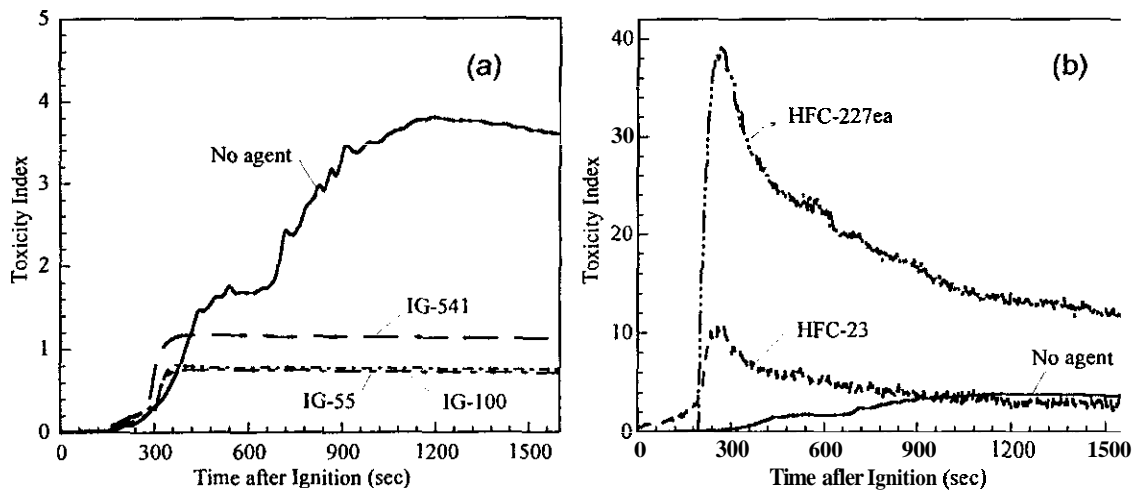 5
4
3
2
1
0
Toxicity Index
(a)
No agent
IG-541
IG-55
IG-100
0 300 600 900 1200 1500
Time after Ignition (sec)
40
30
20
10
0
Toxicity Index
(b)
HFC-227ea
HFC-23
No agent
0 300 600 900 1200 1500
Time afler Ignition (sec)